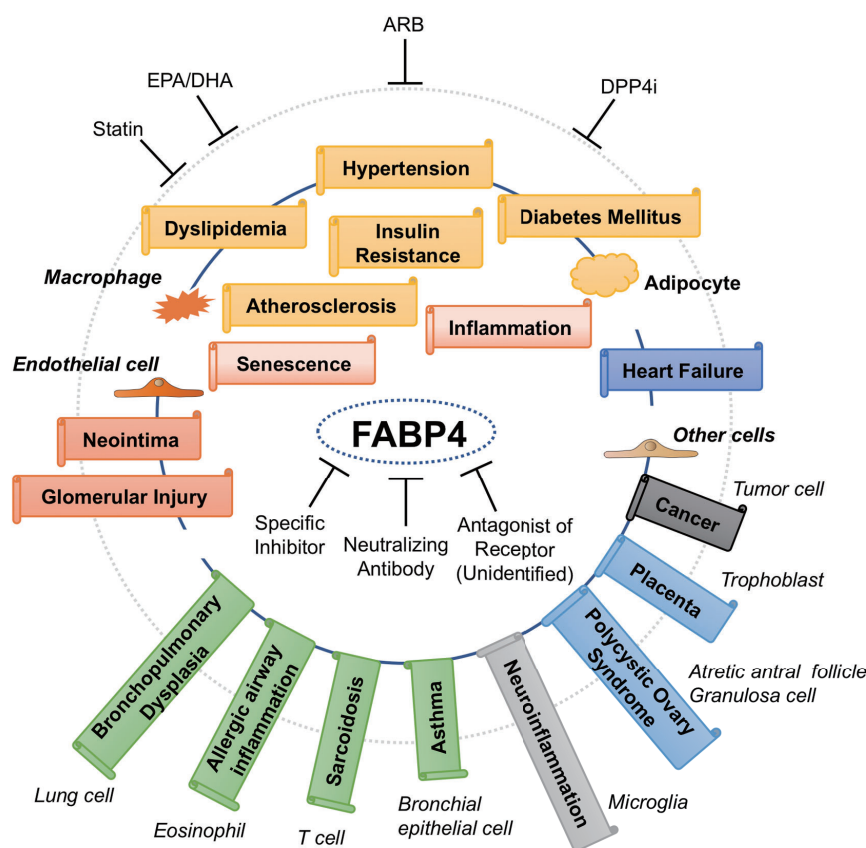 ARB
EPA/DHA
DPP4i
Statin
Hypertension
Dyslipidemia
Insulin
Resistance
Diabetes Mellitus
Macrophage
Adipocyte
Atherosclerosis
Inflammation
Endothelial cell
Senescence
Heart Failure
Neointima
FABP4
Other cells
Glomerular Injury
Specific
Inhibitor
Neutralizing
Antibody
Antagonist of
Receptor
(Unidentified)
Tumor cell
Cancer
Placenta
Trophoblast
Polycystic Ovary
Syndrome
Atretic antral follicle
Granulosa cell
Bronchopulmonary
Dysplasia
Allergic airway
inflammation
Sarcoidosis
Asthma
Neuroinflammation
Lung cell
Eosinophil
T cell
Bronchial
epithelial cell
Microglia